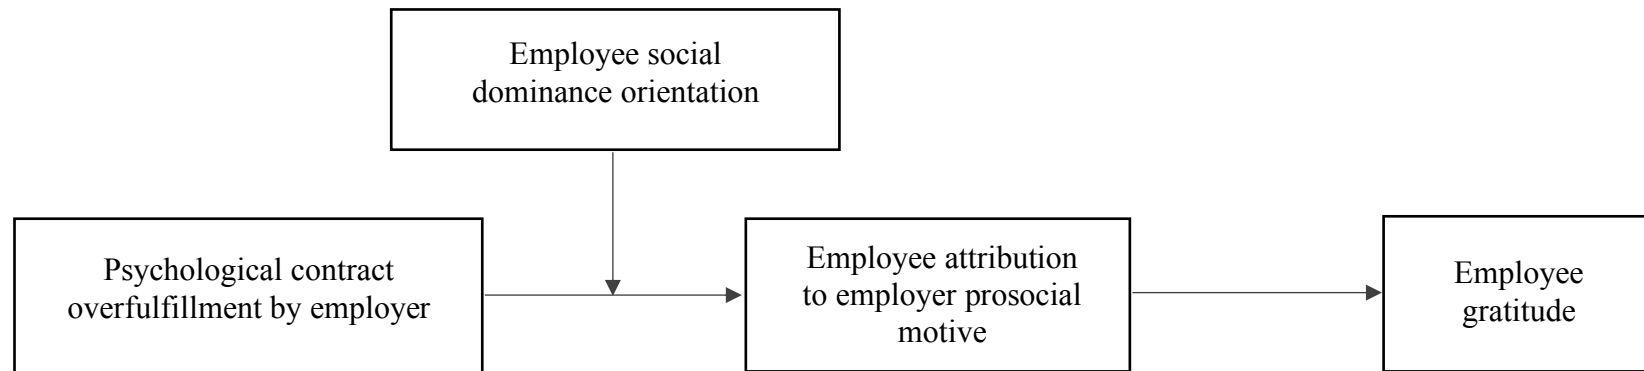 Employee social
dominance orientation
Psychological contract
overfulfillment by employer
Employee attribution
to employer prosocial
motive
Employee
gratitude